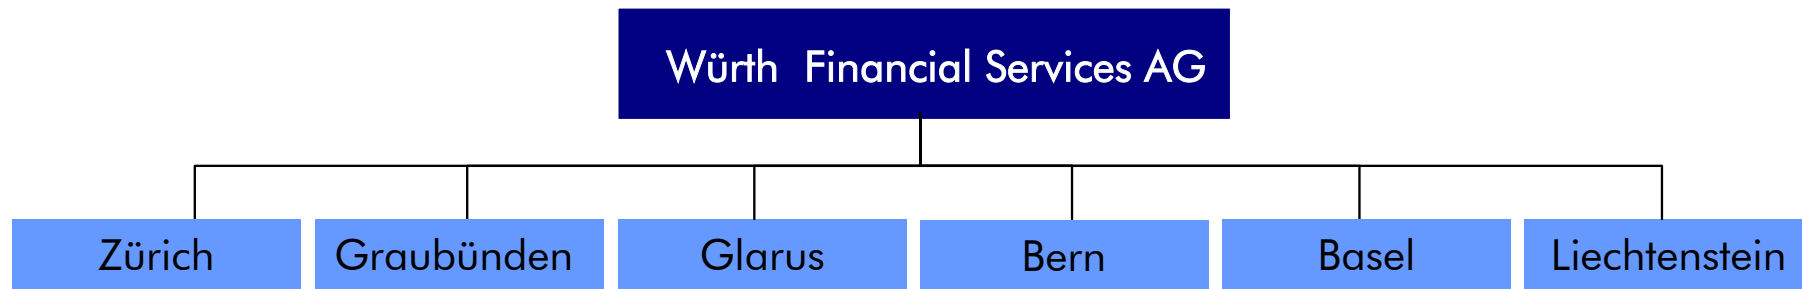 Würth Financial Services AG
Zürich
Graubünden
Glarus
Bern
Basel
Liechtenstein